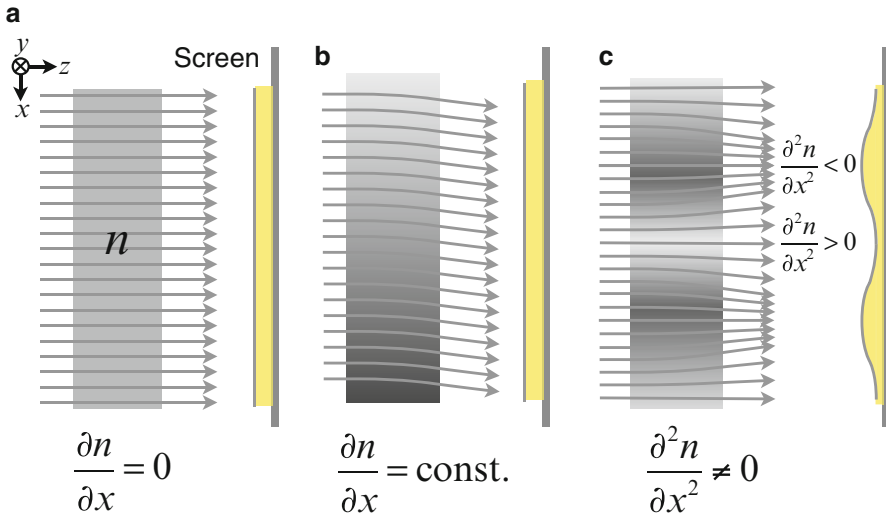 a
y
z
x
Screen
n
∂n/∂x = 0
b
∂n/∂x = const.
c
∂²n/∂x² < 0
∂²n/∂x² > 0
∂²n/∂x² ≠ 0